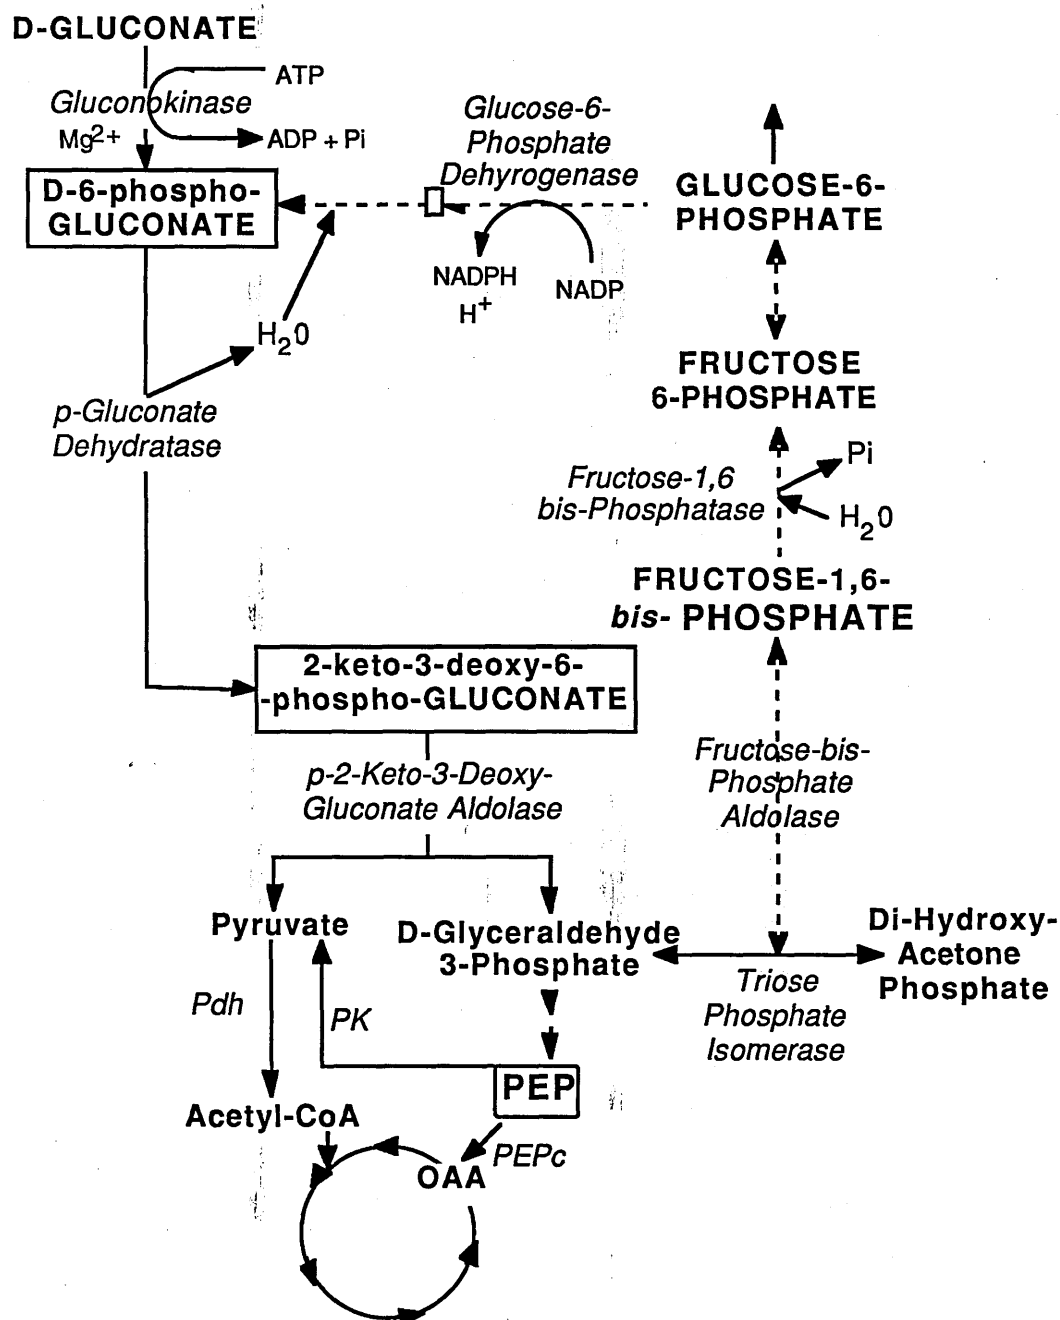 D-GLUCONATE
ATP
Gluconokinase
Mg2+
ADP + Pi
D-6-phospho-
GLUCONATE
Glucose-6-
Phosphate
Dehyrogenase
NADPH
H+
NADP
GLUCOSE-6-
PHOSPHATE
H20
p-Gluconate
Dehydratase
FRUCTOSE
6-PHOSPHATE
Fructose-1,6
bis-Phosphatase
Pi
H20
FRUCTOSE-1,6-
bis- PHOSPHATE
2-keto-3-deoxy-6-
-phospho-GLUCONATE
p-2-Keto-3-Deoxy-
Gluconate Aldolase
Fructose-bis-
Phosphate
Aldolase
Pyruvate
D-Glyceraldehyde
3-Phosphate
Di-Hydroxy-
Acetone
Phosphate
Triose
Phosphate
Isomerase
Pdh
PK
PEP
Acetyl-CoA
PEPc
OAA